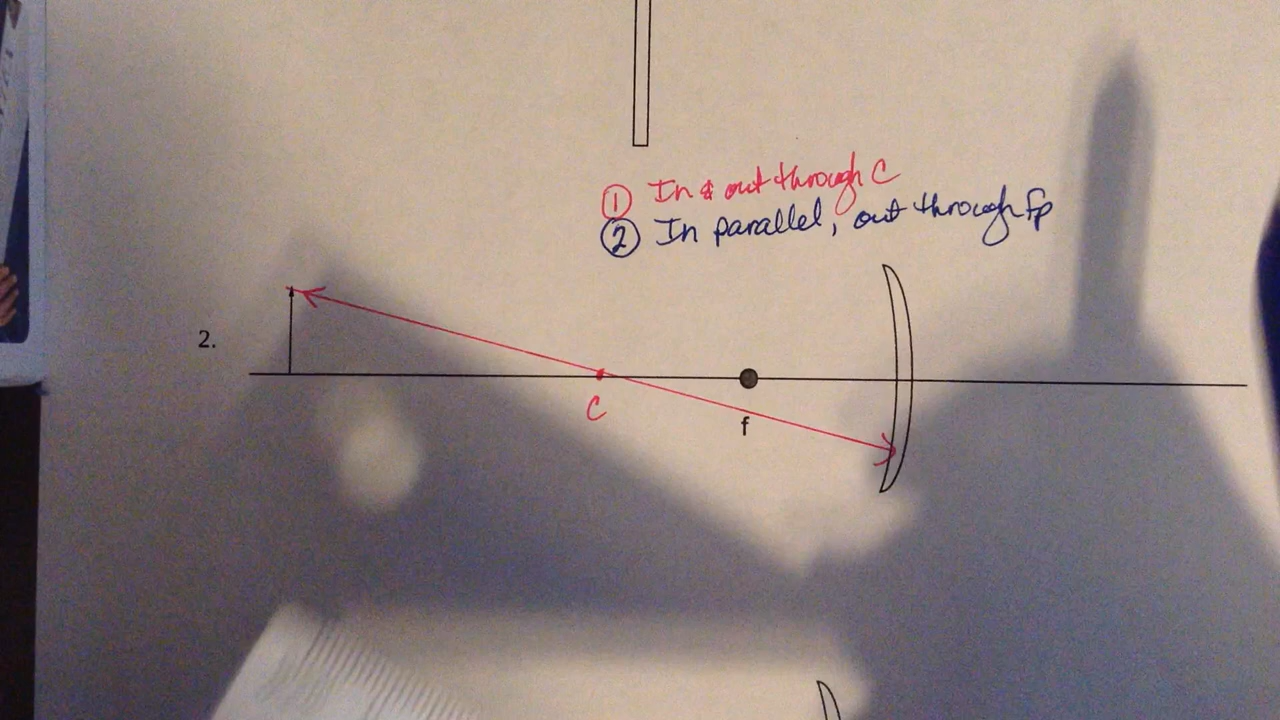 ① In & out through C
② In parallel, out through fp
2.
C
f